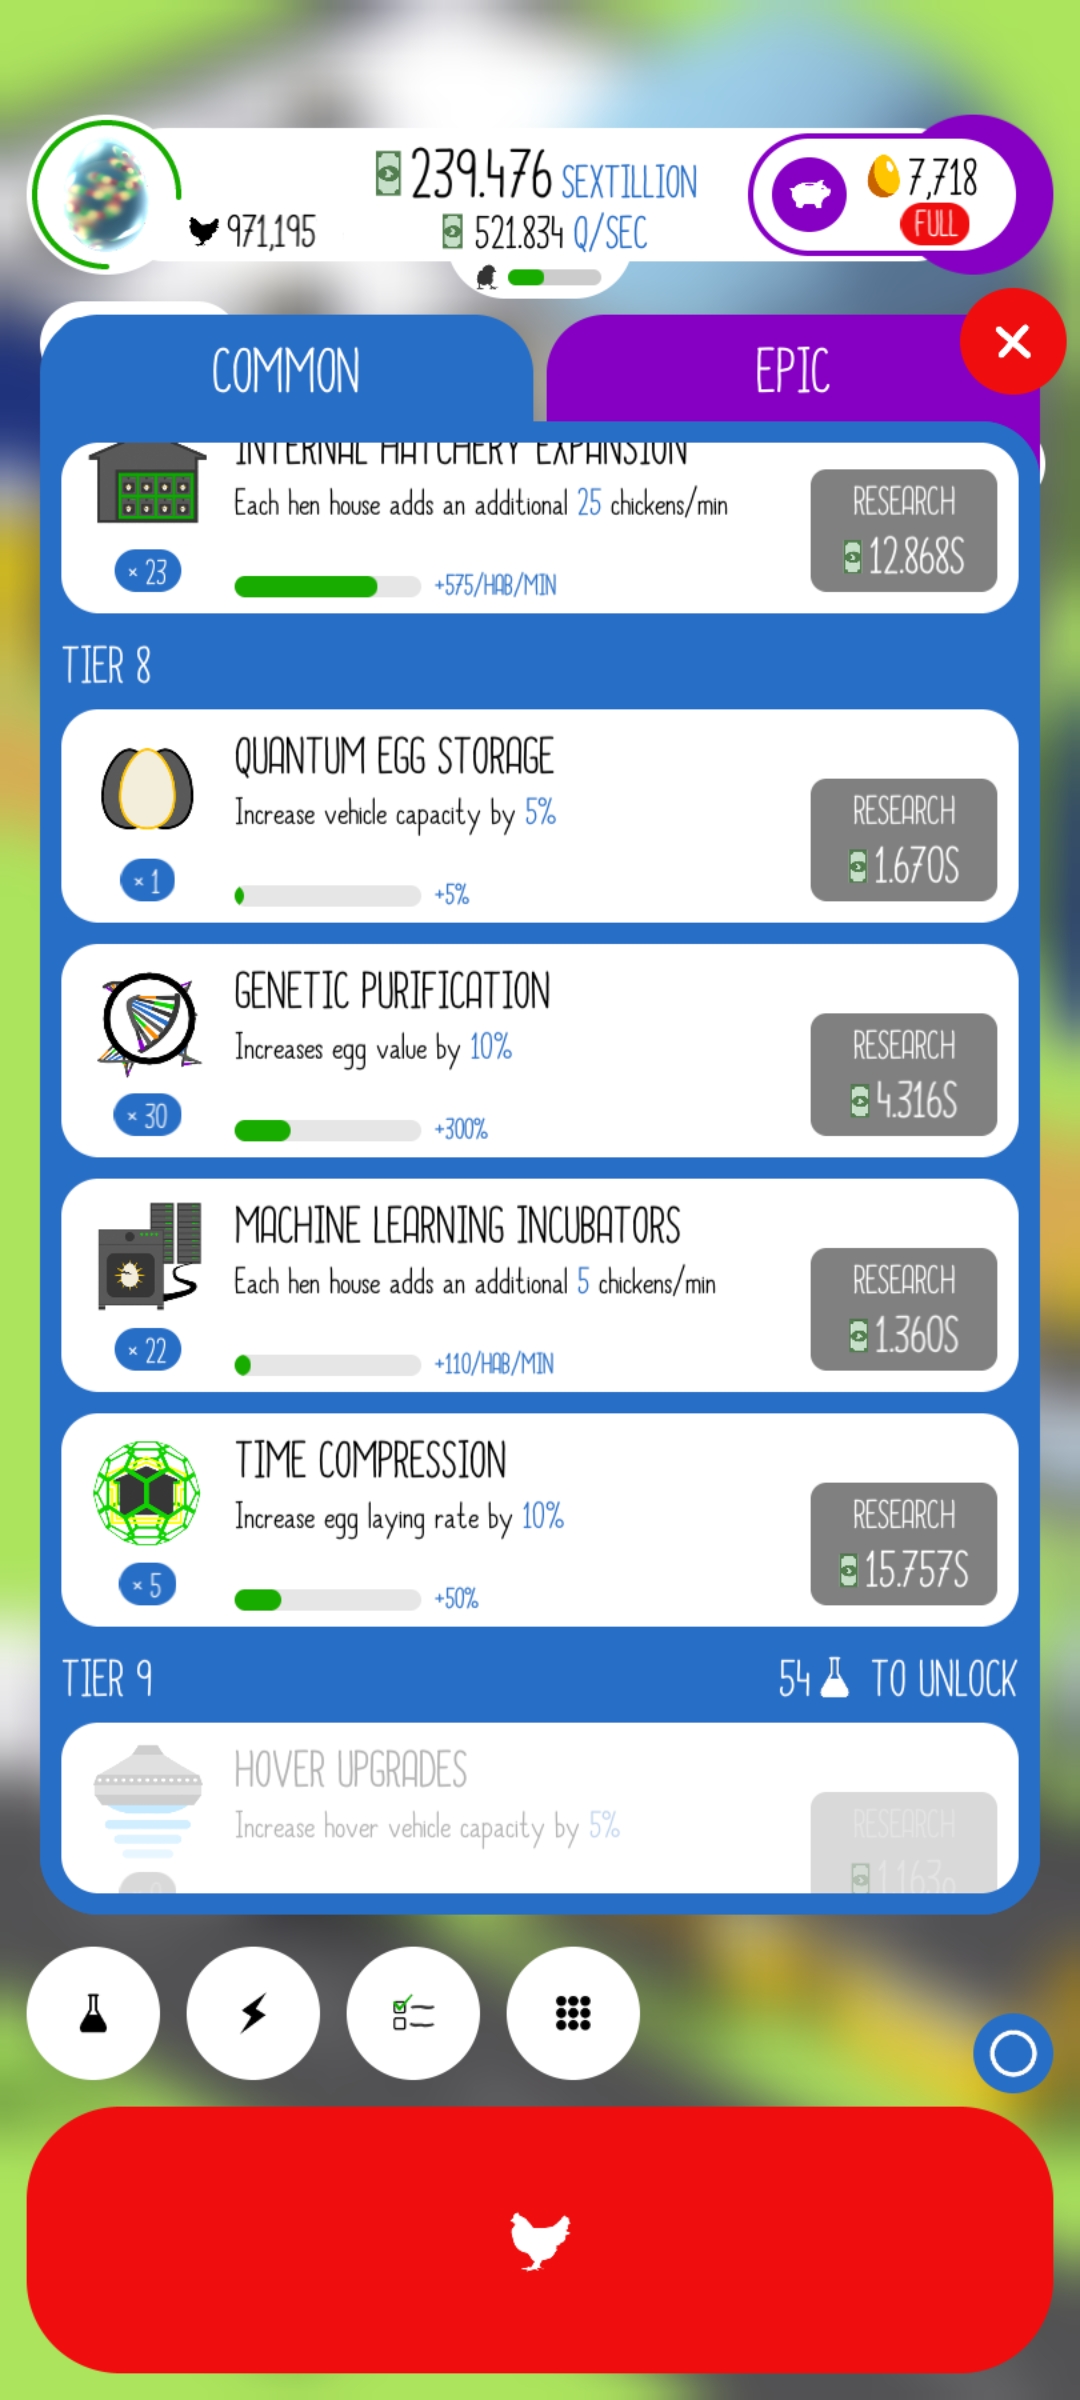 239.476 SEXTILLION
971,195
521.834 Q/SEC
7,718
FULL
COMMON
EPIC
INTERNAL HATCHERY EXPANSION
Each hen house adds an additional 25 chickens/min
RESEARCH
12.868S
× 23
+575/HAB/MIN
TIER 8
QUANTUM EGG STORAGE
Increase vehicle capacity by 5%
RESEARCH
1.670S
× 1
+5%
GENETIC PURIFICATION
Increases egg value by 10%
RESEARCH
4.316S
× 30
+300%
MACHINE LEARNING INCUBATORS
Each hen house adds an additional 5 chickens/min
RESEARCH
1.360S
× 22
+110/HAB/MIN
TIME COMPRESSION
Increase egg laying rate by 10%
RESEARCH
15.757S
× 5
+50%
TIER 9
54 TO UNLOCK
HOVER UPGRADES
Increase hover vehicle capacity by 5%
RESEARCH